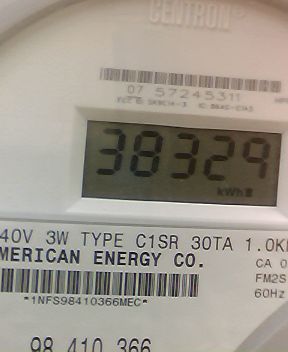 CENTRON®
07 57245311
38329
kWh
40V 3W TYPE C1SR 30TA 1.0K
MERICAN ENERGY CO.
CA 0
FM2S
60Hz
*1NFS98410366MEC*
98 410 366